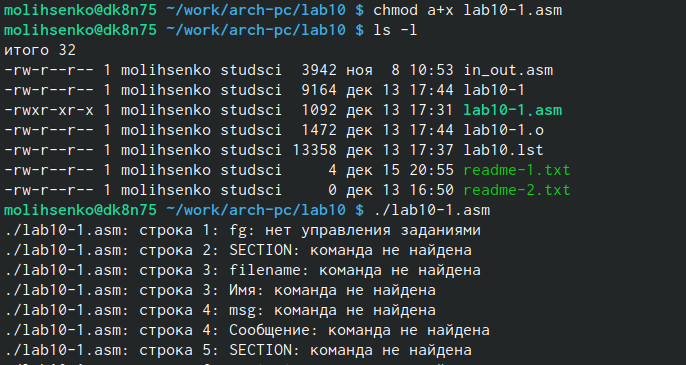 molihsenko@dk8n75 ~/work/arch-pc/lab10 $ chmod a+x lab10-1.asm
molihsenko@dk8n75 ~/work/arch-pc/lab10 $ ls -l
итого 32
-rw-r--r-- 1 molihsenko studsci  3942 ноя  8 10:53 in_out.asm
-rw-r--r-- 1 molihsenko studsci  9164 дек 13 17:44 lab10-1
-rwxr-xr-x 1 molihsenko studsci  1092 дек 13 17:31 lab10-1.asm
-rw-r--r-- 1 molihsenko studsci  1472 дек 13 17:44 lab10-1.o
-rw-r--r-- 1 molihsenko studsci 13358 дек 13 17:37 lab10.lst
-rw-r--r-- 1 molihsenko studsci     4 дек 15 20:55 readme-1.txt
-rw-r--r-- 1 molihsenko studsci     0 дек 13 16:50 readme-2.txt
molihsenko@dk8n75 ~/work/arch-pc/lab10 $ ./lab10-1.asm
./lab10-1.asm: строка 1: fg: нет управления заданиями
./lab10-1.asm: строка 2: SECTION: команда не найдена
./lab10-1.asm: строка 3: filename: команда не найдена
./lab10-1.asm: строка 3: Имя: команда не найдена
./lab10-1.asm: строка 4: msg: команда не найдена
./lab10-1.asm: строка 4: Сообщение: команда не найдена
./lab10-1.asm: строка 5: SECTION: команда не найдена